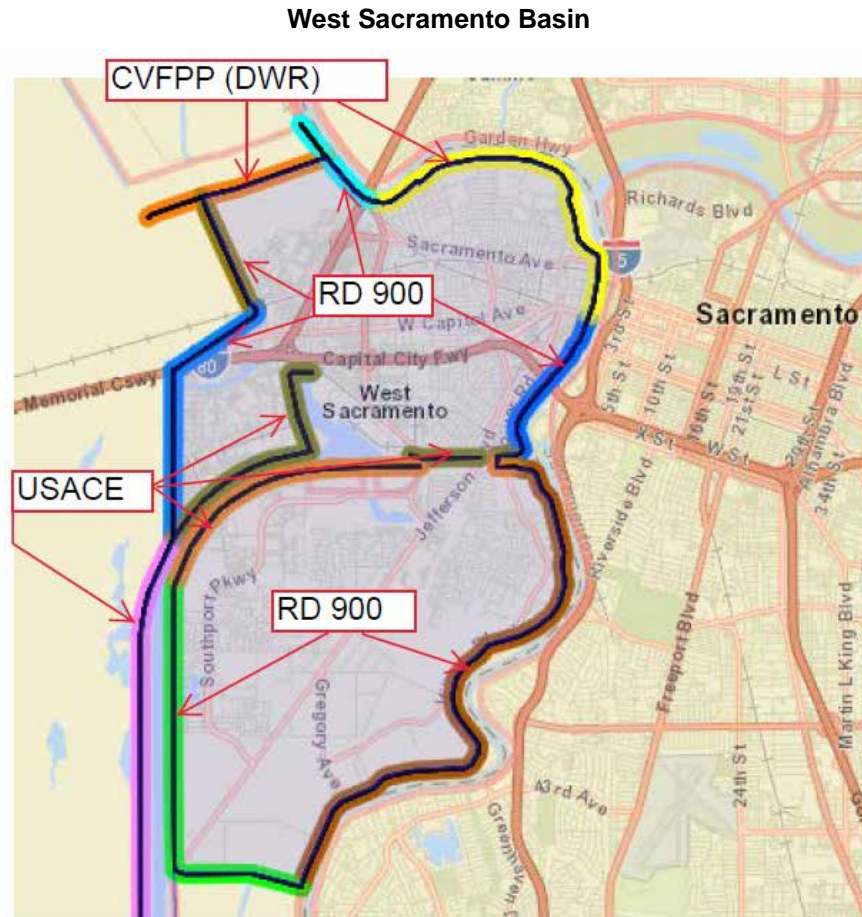 West Sacramento Basin
CVFPP (DWR)
Garden Hwy
Richards Blvd
Sacramento Ave
5
RD 900
W Capitol Ave
3rd St
Sacramento
Capital City Fwy
80
Memorial Cswy
5th St
10th St
16th St
19th St
21st St
L St
West
Sacramento
X St
W St
29th St
Alhambra Blvd
34th St
USACE
Jefferson Blvd
Riverside Blvd
Southport Pkwy
RD 900
Freeport Blvd
Martin L King Blvd
Gregory Ave
24th St
43rd Ave
Greenhaven